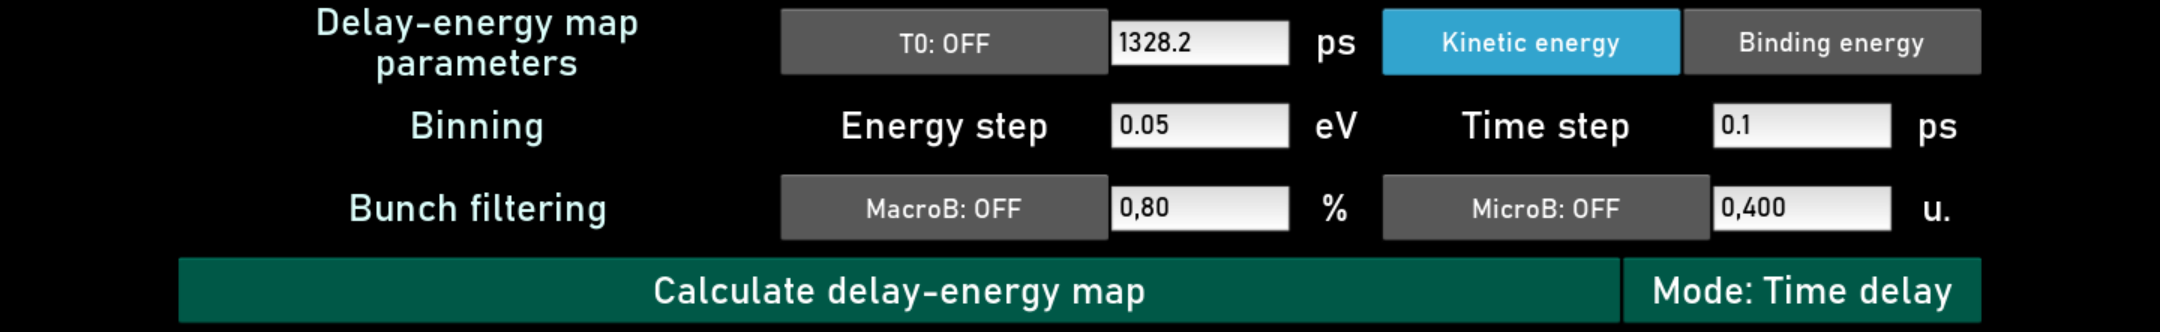 Delay-energy map
parameters
T0: OFF
1328.2
ps
Kinetic energy
Binding energy
Binning
Energy step
0.05
eV
Time step
0.1
ps
Bunch filtering
MacroB: OFF
0,80
%
MicroB: OFF
0,400
u.
Calculate delay-energy map
Mode: Time delay